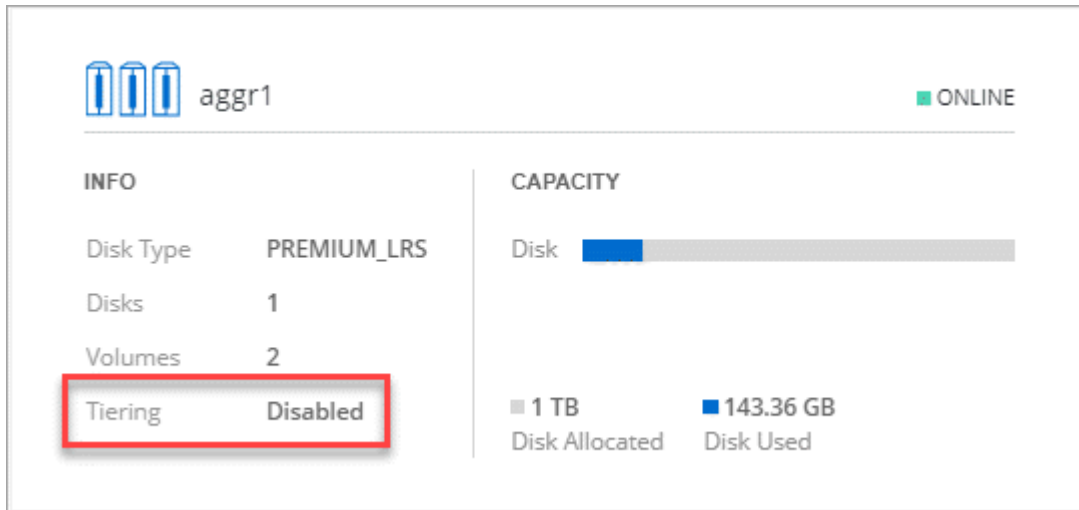 aggr1
ONLINE
INFO
Disk Type PREMIUM_LRS
Disks 1
Volumes 2
Tiering Disabled
CAPACITY
Disk
1 TB 143.36 GB
Disk Allocated Disk Used